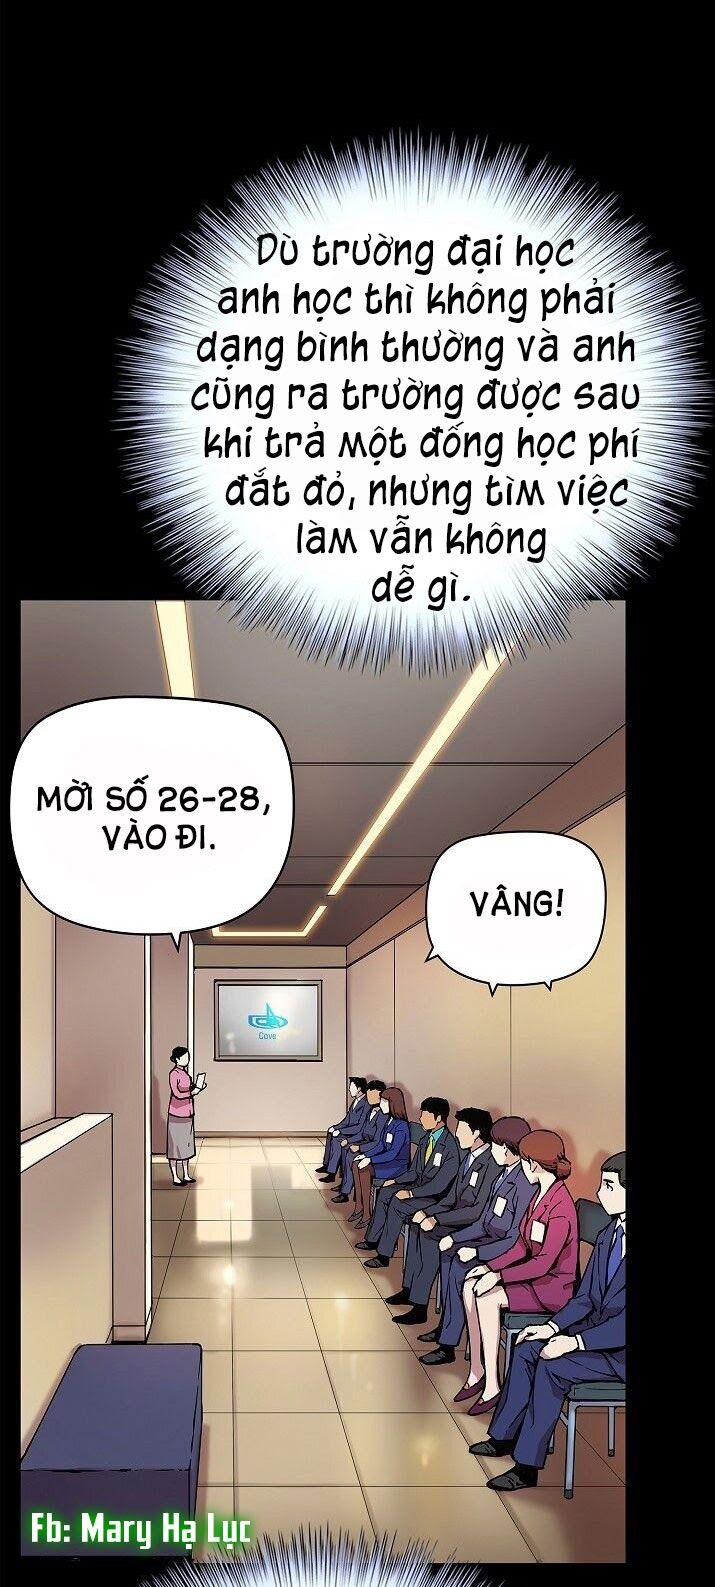 Dù trường đại học
anh học thì không phải
dạng bình thường và anh
cũng ra trường được sau
khi trả một đống học phí
đắt đỏ, nhưng tìm việc
làm vẫn không
dễ gì.
MỜI SỐ 26-28,
VÀO ĐI.
VÂNG!
Cove
Fb: Mary Hạ Lục